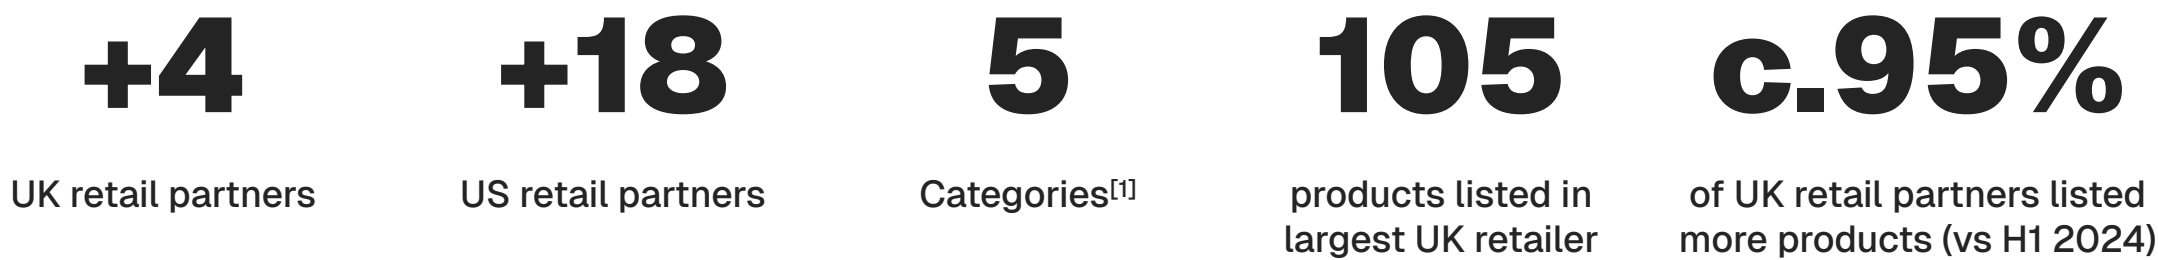 +4
UK retail partners
+18
US retail partners
5
Categories[1]
105
products listed in
largest UK retailer
c.95%
of UK retail partners listed
more products (vs H1 2024)